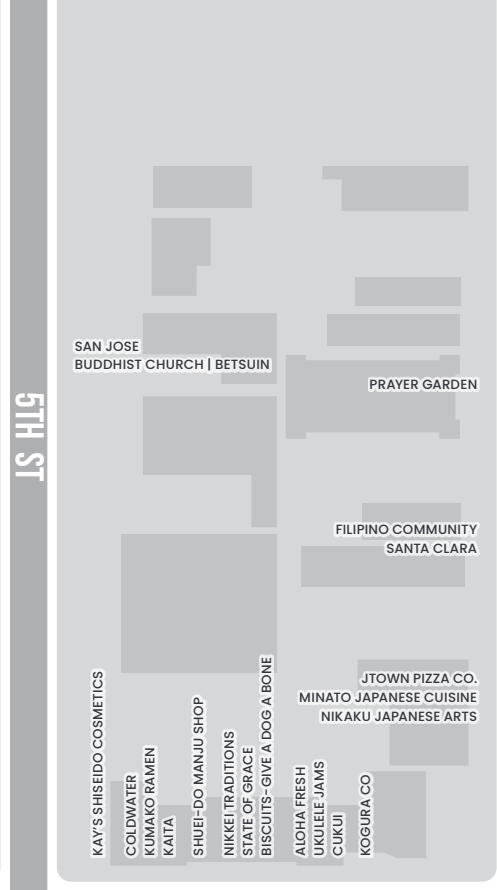 5TH ST
SAN JOSE
BUDDHIST CHURCH | BETSUIN
PRAYER GARDEN
FILIPINO COMMUNITY
SANTA CLARA
JTOWN PIZZA CO.
MINATO JAPANESE CUISINE
NIKAKU JAPANESE ARTS
KAY'S SHISEIDO COSMETICS
COLDWATER
KUMAKO RAMEN
KAITA
SHUEI-DO MANJU SHOP
NIKKEI TRADITIONS
STATE OF GRACE
BISCUITS-GIVE A DOG A BONE
ALOHA FRESH
UKULELE JAMS
CUKUI
KOGURA CO